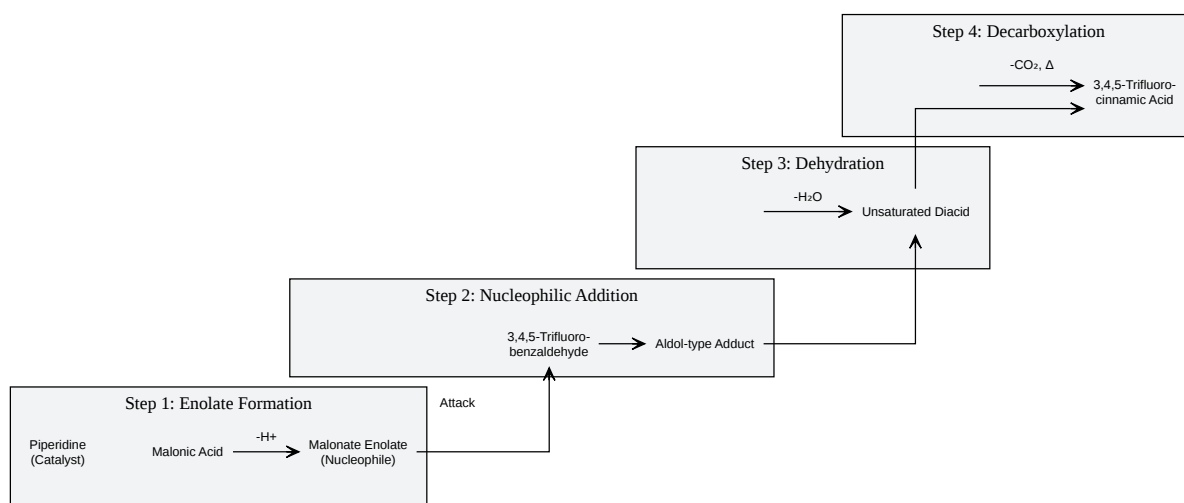 Step 4: Decarboxylation
-CO₂, Δ
3,4,5-Trifluoro-
cinnamic Acid
Step 3: Dehydration
-H₂O
Unsaturated Diacid
Step 2: Nucleophilic Addition
3,4,5-Trifluoro-
benzaldehyde
Aldol-type Adduct
Step 1: Enolate Formation
Attack
Piperidine
(Catalyst)
Malonic Acid
-H+
Malonate Enolate
(Nucleophile)